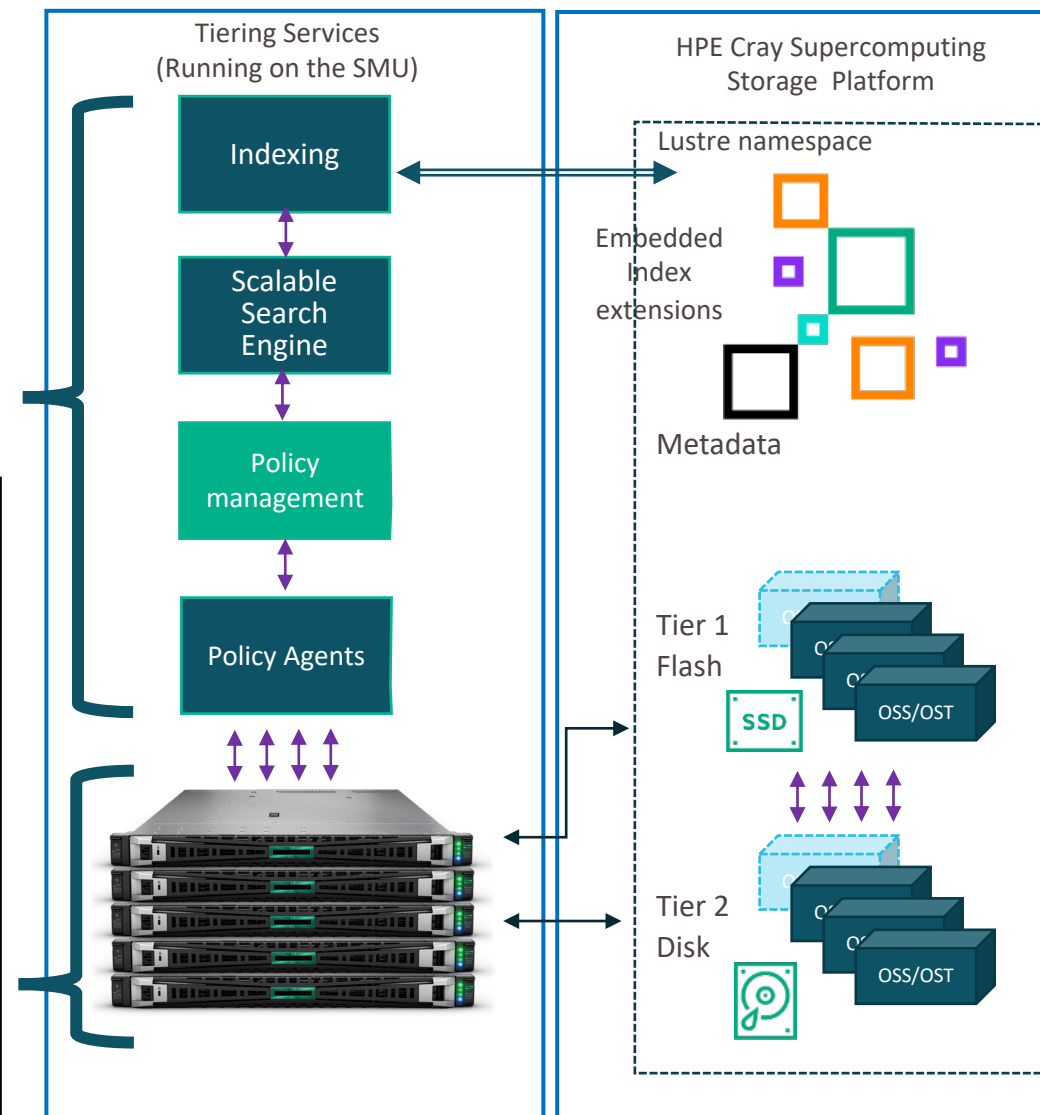 Tiering Services
(Running on the SMU)
Indexing
Scalable
Search
Engine
Policy
management
Policy Agents
HPE Cray Supercomputing
Storage Platform
Lustre namespace
Embedded
Index
extensions
Metadata
Tier 1
Flash
SSD
OSS/OST
Tier 2
Disk
OSS/OST